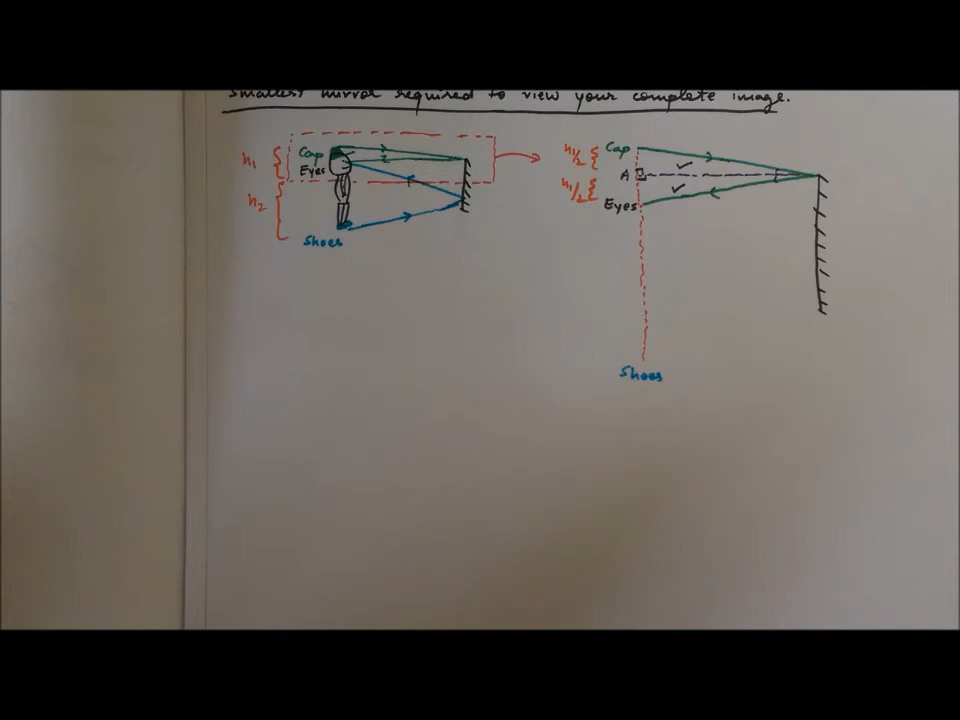 smallest mirror required to view your complete image.
h1
Cap
Eyes
h2
Shoes
h1/2
Cap
A
h1/2
Eyes
Shoes